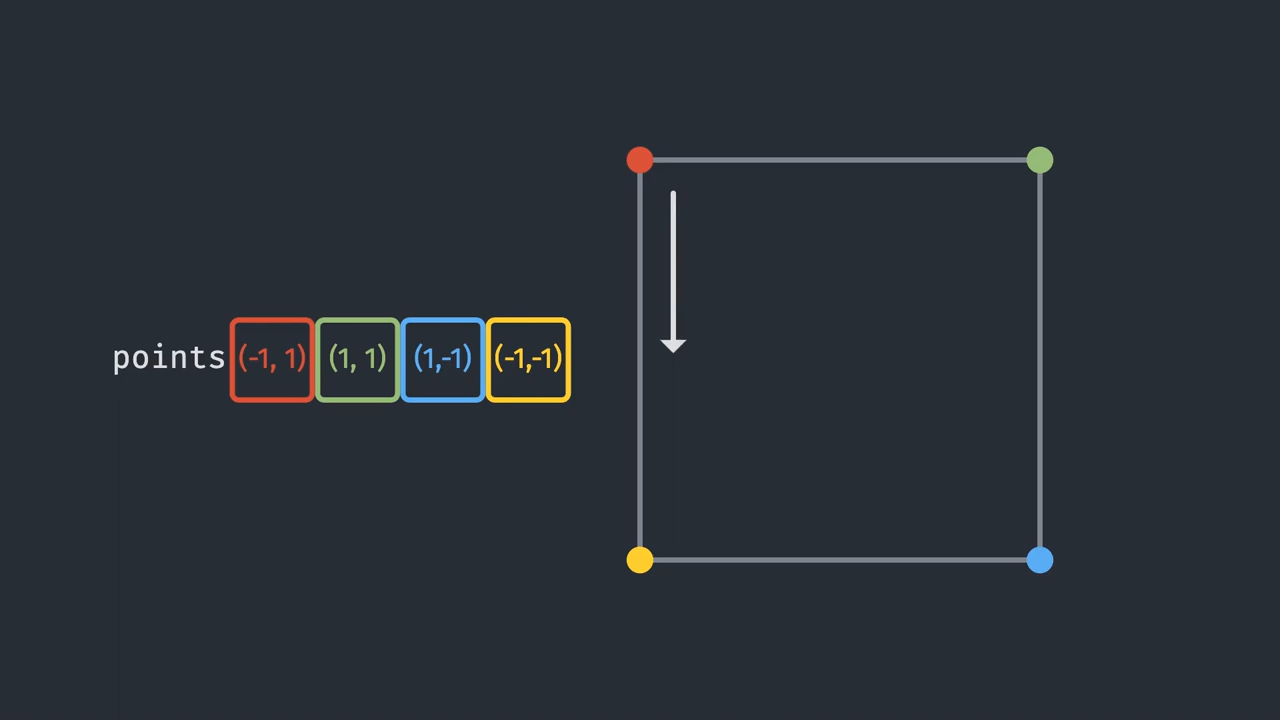 points (-1, 1) (1, 1) (1,-1) (-1,-1)